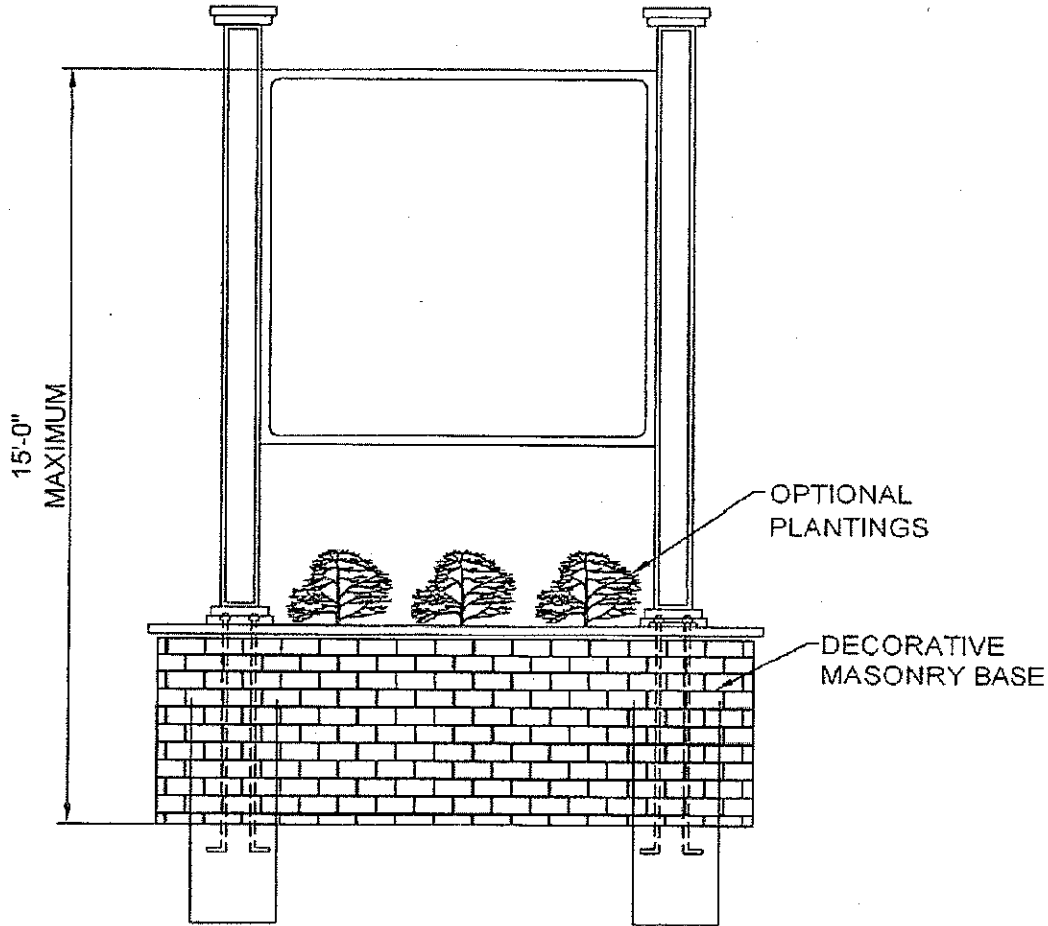 15'-0"
MAXIMUM
OPTIONAL
PLANTINGS
DECORATIVE
MASONRY BASE